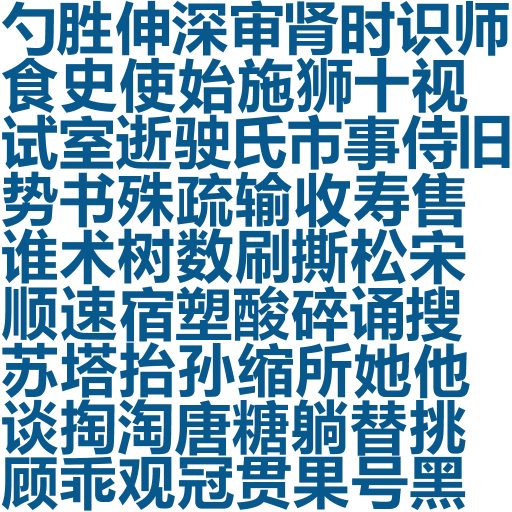 勺胜伸深审肾时识师
食史使始施狮十视
试室逝驶氏市事侍旧
势书殊疏输收寿售
谁术树数刷撕松宋
顺速宿塑酸碎诵搜
苏塔抬孙缩所她他
谈掏淘唐糖躺替挑
顾乖观冠贯果号黑